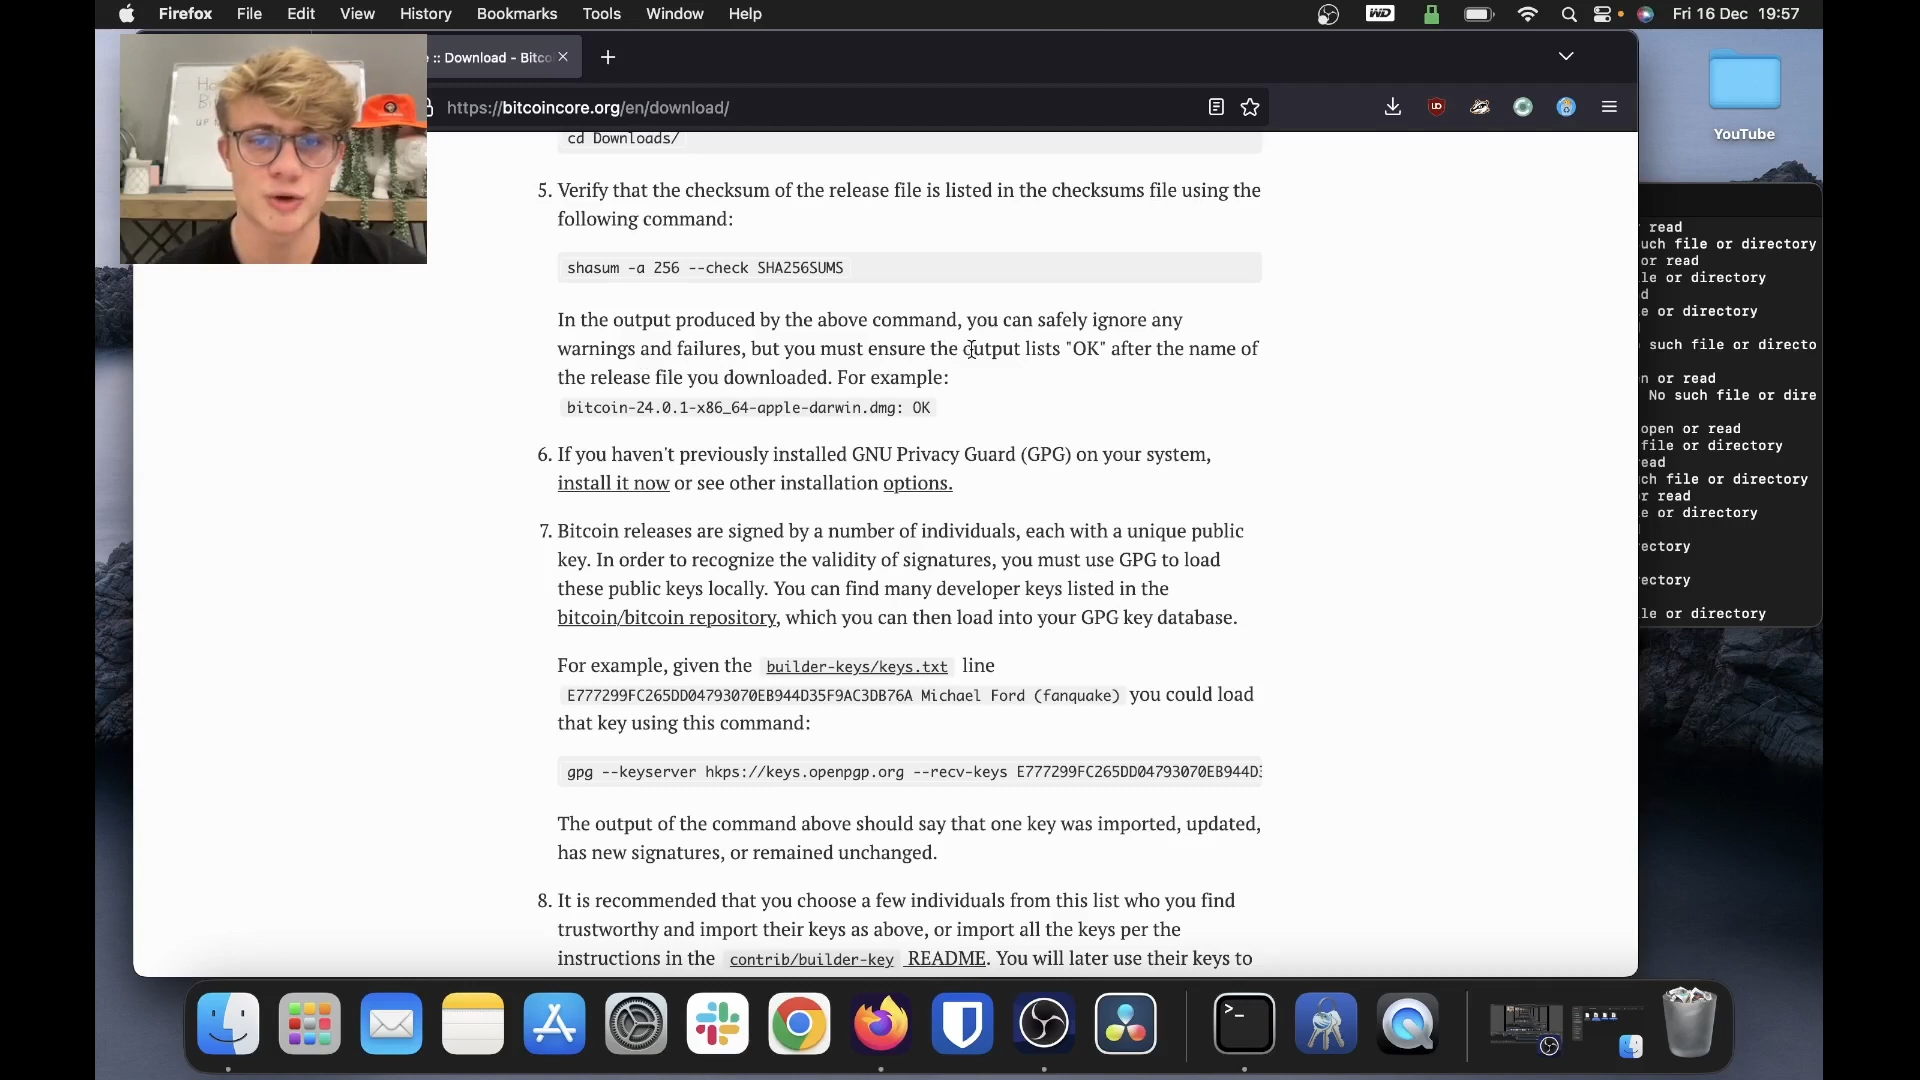 Firefox File Edit View History Bookmarks Tools Window Help
WD
Fri 16 Dec 19:57
:: Download - Bitco
https://bitcoincore.org/en/download/
YouTube
cd Downloads/
5. Verify that the checksum of the release file is listed in the checksums file using the
following command:
shasum -a 256 --check SHA256SUMS
In the output produced by the above command, you can safely ignore any
warnings and failures, but you must ensure the output lists "OK" after the name of
the release file you downloaded. For example:
bitcoin-24.0.1-x86_64-apple-darwin.dmg: OK
6. If you haven't previously installed GNU Privacy Guard (GPG) on your system,
install it now or see other installation options.
7. Bitcoin releases are signed by a number of individuals, each with a unique public
key. In order to recognize the validity of signatures, you must use GPG to load
these public keys locally. You can find many developer keys listed in the
bitcoin/bitcoin repository, which you can then load into your GPG key database.
For example, given the builder-keys/keys.txt line
E777299FC265DD04793070EB944D35F9AC3DB76A Michael Ford (fanquake) you could load
that key using this command:
gpg --keyserver hkps://keys.openpgp.org --recv-keys E777299FC265DD04793070EB944D3
The output of the command above should say that one key was imported, updated,
has new signatures, or remained unchanged.
8. It is recommended that you choose a few individuals from this list who you find
trustworthy and import their keys as above, or import all the keys per the
instructions in the contrib/builder-key README. You will later use their keys to
read
uch file or directory
or read
le or directory
d
e or directory
such file or directo
n or read
No such file or dire
open or read
file or directory
ead
ch file or directory
r read
e or directory
ectory
ectory
le or directory